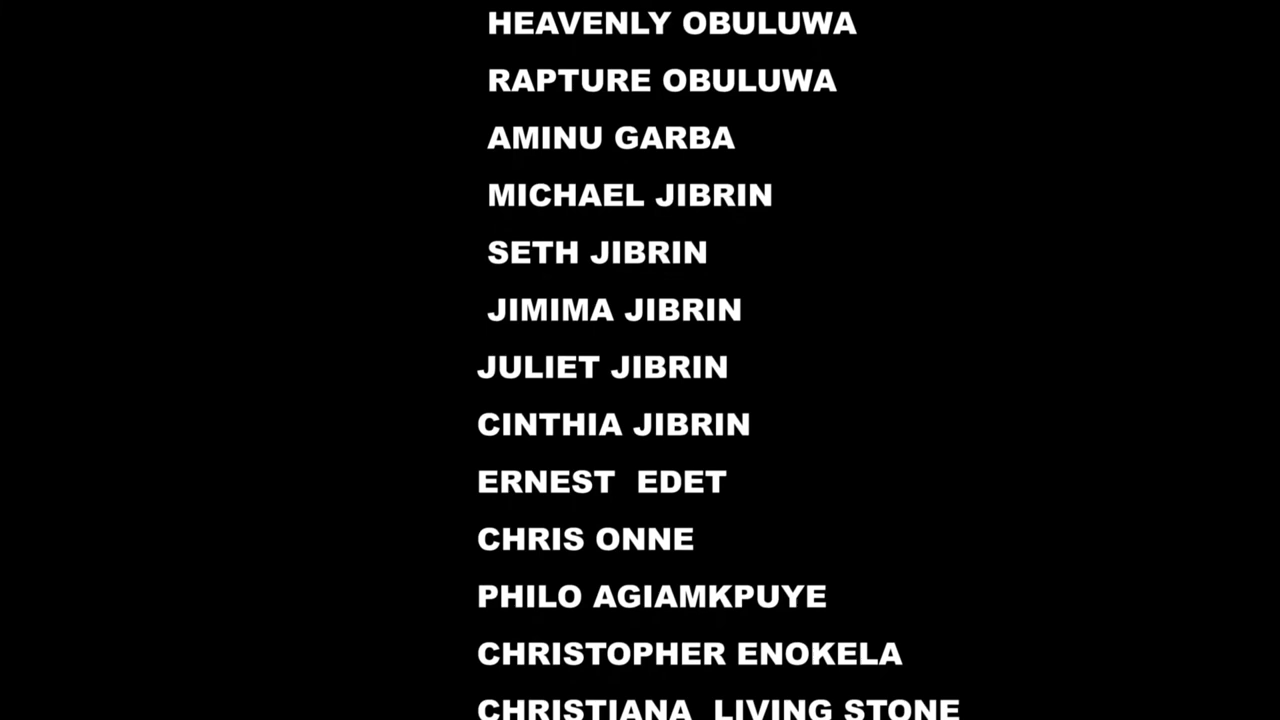 HEAVENLY OBULUWA
RAPTURE OBULUWA
AMINU GARBA
MICHAEL JIBRIN
SETH JIBRIN
JIMIMA JIBRIN
JULIET JIBRIN
CINTHIA JIBRIN
ERNEST  EDET
CHRIS ONNE
PHILO AGIAMKPUYE
CHRISTOPHER ENOKELA
CHRISTIANA  LIVING STONE